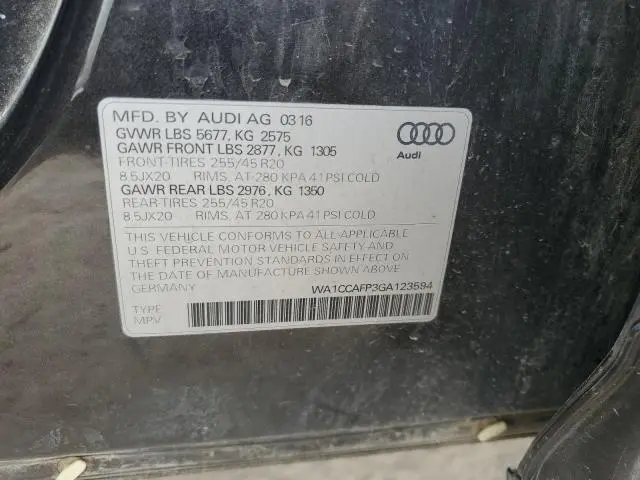 MFD. BY AUDI AG 03 16
GVWR LBS 5677, KG 2575
GAWR FRONT LBS 2877, KG 1305
FRONT-TIRES 255/45 R20
8.5JX20 RIMS, AT 280 KPA 41 PSI COLD
GAWR REAR LBS 2976, KG 1350
REAR-TIRES 255/45 R20
8.5JX20 RIMS, AT 280 KPA 41 PSI COLD
Audi
THIS VEHICLE CONFORMS TO ALL APPLICABLE
U.S. FEDERAL MOTOR VEHICLE SAFETY AND
THEFT PREVENTION STANDARDS IN EFFECT ON
THE DATE OF MANUFACTURE SHOWN ABOVE.
GERMANY WA1CCAFP3GA123594
TYPE
MPV